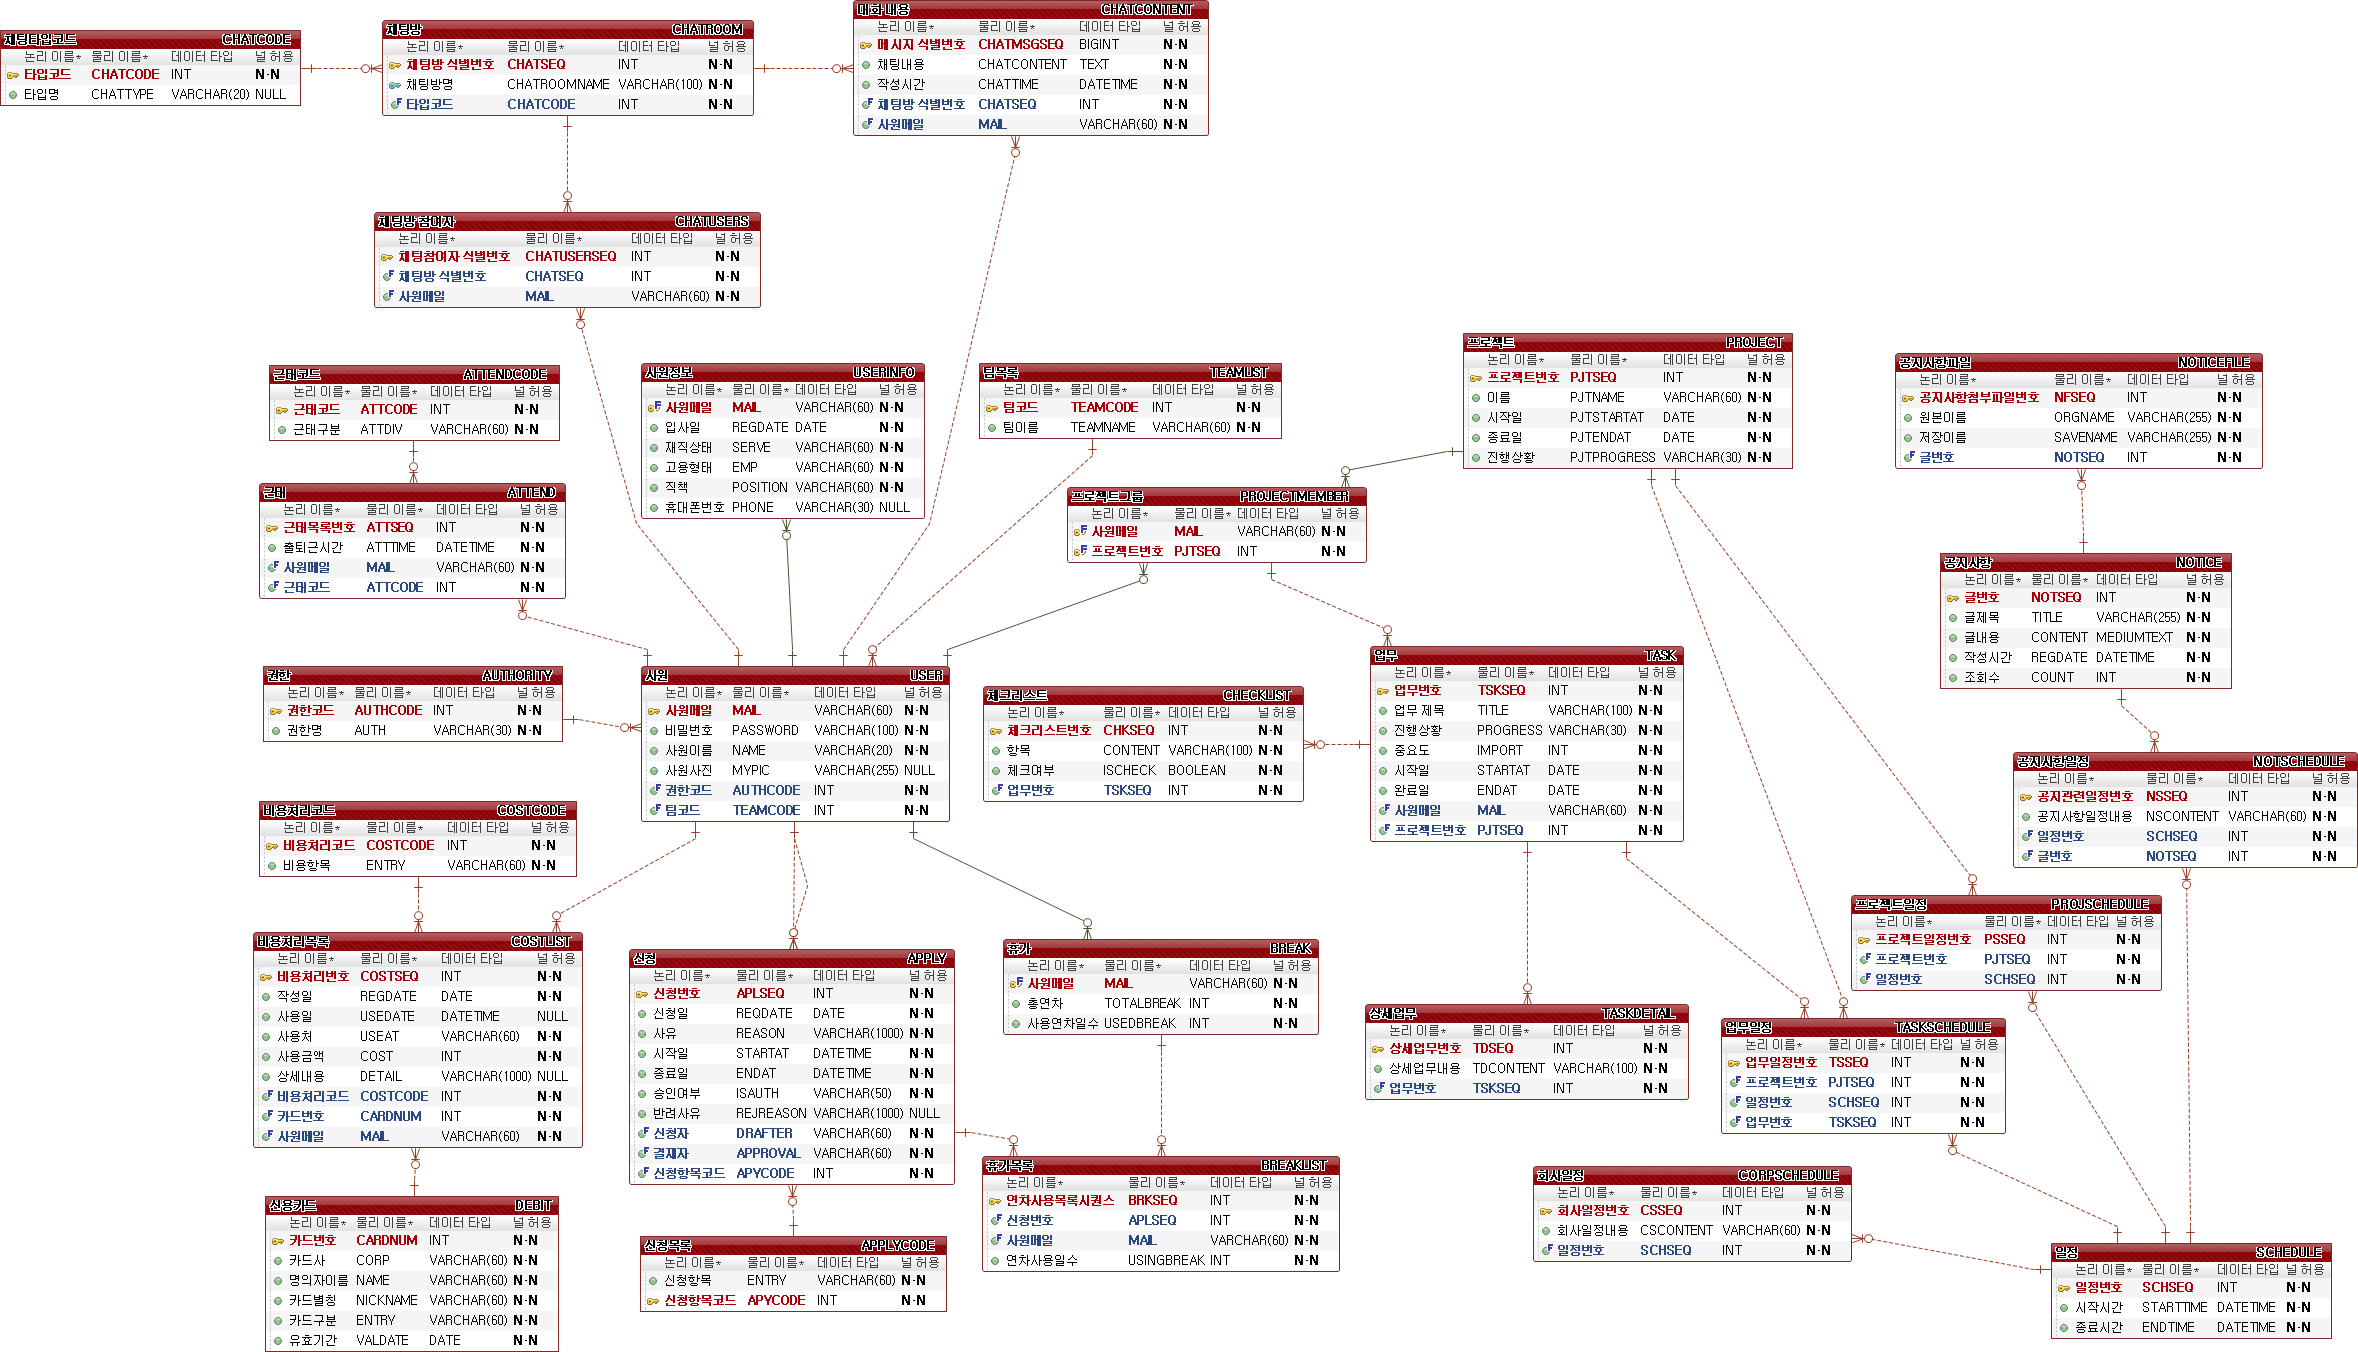 채팅타입코드 CHATCODE
논리 이름* 물리 이름* 데이터 타입 널 허용
타입코드 CHATCODE INT N-N
타입명 CHATTYPE VARCHAR(20) NULL
채팅방 CHATROOM
논리 이름* 물리 이름* 데이터 타입 널 허용
채팅방 식별번호 CHATSEQ INT N-N
채팅방명 CHATROOMNAME VARCHAR(100) N-N
타입코드 CHATCODE INT N-N
대화 내용 CHATCONTENT
논리 이름* 물리 이름* 데이터 타입 널 허용
메시지 식별번호 CHATMSGSEQ BIGINT N-N
채팅내용 CHATCONTENT TEXT N-N
작성시간 CHATTIME DATETIME N-N
채팅방 식별번호 CHATSEQ INT N-N
사원메일 MAIL VARCHAR(60) N-N
채팅방 참여자 CHATUSERS
논리 이름* 물리 이름* 데이터 타입 널 허용
채팅참여자 식별번호 CHATUSERSEQ INT N-N
채팅방 식별번호 CHATSEQ INT N-N
사원메일 MAIL VARCHAR(60) N-N
근태코드 ATTENDCODE
논리 이름* 물리 이름* 데이터 타입 널 허용
근태코드 ATTCODE INT N-N
근태구분 ATTDIV VARCHAR(60) N-N
사원정보 USERINFO
논리 이름* 물리 이름* 데이터 타입 널 허용
사원메일 MAIL VARCHAR(60) N-N
입사일 REGDATE DATE N-N
재직상태 SERVE VARCHAR(60) N-N
고용형태 EMP VARCHAR(60) N-N
직책 POSITION VARCHAR(60) N-N
휴대폰번호 PHONE VARCHAR(30) NULL
팀목록 TEAMLIST
논리 이름* 물리 이름* 데이터 타입 널 허용
팀코드 TEAMCODE INT N-N
팀이름 TEAMNAME VARCHAR(60) N-N
프로젝트 PROJECT
논리 이름* 물리 이름* 데이터 타입 널 허용
프로젝트번호 PJTSEQ INT N-N
이름 PJTNAME VARCHAR(60) N-N
시작일 PJTSTARTAT DATE N-N
종료일 PJTENDAT DATE N-N
진행상황 PJTPROGRESS VARCHAR(30) N-N
공지사항파일 NOTICEFILE
논리 이름* 물리 이름* 데이터 타입 널 허용
공지사항첨부파일번호 NFSEQ INT N-N
원본이름 ORGNAME VARCHAR(255) N-N
저장이름 SAVENAME VARCHAR(255) N-N
글번호 NOTSEQ INT N-N
근태 ATTEND
논리 이름* 물리 이름* 데이터 타입 널 허용
근태목록번호 ATTSEQ INT N-N
출퇴근시간 ATTTIME DATETIME N-N
사원메일 MAIL VARCHAR(60) N-N
근태코드 ATTCODE INT N-N
프로젝트그룹 PROJECTMEMBER
논리 이름* 물리 이름* 데이터 타입 널 허용
사원메일 MAIL VARCHAR(60) N-N
프로젝트번호 PJTSEQ INT N-N
공지사항 NOTICE
논리 이름* 물리 이름* 데이터 타입 널 허용
글번호 NOTSEQ INT N-N
글제목 TITLE VARCHAR(255) N-N
글내용 CONTENT MEDIUMTEXT N-N
작성시간 REGDATE DATETIME N-N
조회수 COUNT INT N-N
권한 AUTHORITY
논리 이름* 물리 이름* 데이터 타입 널 허용
권한코드 AUTHCODE INT N-N
권한명 AUTH VARCHAR(30) N-N
사원 USER
논리 이름* 물리 이름* 데이터 타입 널 허용
사원메일 MAIL VARCHAR(60) N-N
비밀번호 PASSWORD VARCHAR(100) N-N
사원이름 NAME VARCHAR(20) N-N
사원사진 MYPIC VARCHAR(255) NULL
권한코드 AUTHCODE INT N-N
팀코드 TEAMCODE INT N-N
체크리스트 CHECKLIST
논리 이름* 물리 이름* 데이터 타입 널 허용
체크리스트번호 CHKSEQ INT N-N
항목 CONTENT VARCHAR(100) N-N
체크여부 ISCHECK BOOLEAN N-N
업무번호 TSKSEQ INT N-N
업무 TASK
논리 이름* 물리 이름* 데이터 타입 널 허용
업무번호 TSKSEQ INT N-N
업무 제목 TITLE VARCHAR(100) N-N
진행상황 PROGRESS VARCHAR(30) N-N
중요도 IMPORT INT N-N
시작일 STARTAT DATE N-N
완료일 ENDAT DATE N-N
사원메일 MAIL VARCHAR(60) N-N
프로젝트번호 PJTSEQ INT N-N
공지사항일정 NOTSCHEDULE
논리 이름* 물리 이름* 데이터 타입 널 허용
공지관련일정번호 NSSEQ INT N-N
공지사항일정내용 NSCONTENT VARCHAR(60) N-N
일정번호 SCHSEQ INT N-N
글번호 NOTSEQ INT N-N
비용처리코드 COSTCODE
논리 이름* 물리 이름* 데이터 타입 널 허용
비용처리코드 COSTCODE INT N-N
비용항목 ENTRY VARCHAR(60) N-N
프로젝트일정 PROJSCHEDULE
논리 이름* 물리 이름* 데이터 타입 널 허용
프로젝트일정번호 PSSEQ INT N-N
프로젝트번호 PJTSEQ INT N-N
일정번호 SCHSEQ INT N-N
비용처리목록 COSTLIST
논리 이름* 물리 이름* 데이터 타입 널 허용
비용처리번호 COSTSEQ INT N-N
작성일 REGDATE DATE N-N
사용일 USEDATE DATETIME NULL
사용처 USEAT VARCHAR(60) N-N
사용금액 COST INT N-N
상세내용 DETAIL VARCHAR(1000) NULL
비용처리코드 COSTCODE INT N-N
카드번호 CARDNUM INT N-N
사원메일 MAIL VARCHAR(60) N-N
신청 APPLY
논리 이름* 물리 이름* 데이터 타입 널 허용
신청번호 APLSEQ INT N-N
신청일 REQDATE DATE N-N
사유 REASON VARCHAR(1000) N-N
시작일 STARTAT DATETIME N-N
종료일 ENDAT DATETIME N-N
승인여부 ISAUTH VARCHAR(50) N-N
반려사유 REJREASON VARCHAR(1000) NULL
신청자 DRAFTER VARCHAR(60) N-N
결재자 APPROVAL VARCHAR(60) N-N
신청항목코드 APYCODE INT N-N
휴가 BREAK
논리 이름* 물리 이름* 데이터 타입 널 허용
사원메일 MAIL VARCHAR(60) N-N
총연차 TOTALBREAK INT N-N
사용연차일수 USEDBREAK INT N-N
상세업무 TASKDETAIL
논리 이름* 물리 이름* 데이터 타입 널 허용
상세업무번호 TDSEQ INT N-N
상세업무내용 TDCONTENT VARCHAR(100) N-N
업무번호 TSKSEQ INT N-N
업무일정 TASKSCHEDULE
논리 이름* 물리 이름* 데이터 타입 널 허용
업무일정번호 TSSEQ INT N-N
프로젝트번호 PJTSEQ INT N-N
일정번호 SCHSEQ INT N-N
업무번호 TSKSEQ INT N-N
휴가목록 BREAKLIST
논리 이름* 물리 이름* 데이터 타입 널 허용
연차사용목록시퀀스 BRKSEQ INT N-N
신청번호 APLSEQ INT N-N
사원메일 MAIL VARCHAR(60) N-N
연차사용일수 USINGBREAK INT N-N
회사일정 CORPSCHEDULE
논리 이름* 물리 이름* 데이터 타입 널 허용
회사일정번호 CSSEQ INT N-N
회사일정내용 CSCONTENT VARCHAR(60) N-N
일정번호 SCHSEQ INT N-N
신용카드 DEBIT
논리 이름* 물리 이름* 데이터 타입 널 허용
카드번호 CARDNUM INT N-N
카드사 CORP VARCHAR(60) N-N
명의자이름 NAME VARCHAR(60) N-N
카드별칭 NICKNAME VARCHAR(60) N-N
카드구분 ENTRY VARCHAR(60) N-N
유효기간 VALDATE DATE N-N
신청목록 APPLYCODE
논리 이름* 물리 이름* 데이터 타입 널 허용
신청항목 ENTRY VARCHAR(60) N-N
신청항목코드 APYCODE INT N-N
일정 SCHEDULE
논리 이름* 물리 이름* 데이터 타입 널 허용
일정번호 SCHSEQ INT N-N
시작시간 STARTTIME DATETIME N-N
종료시간 ENDTIME DATETIME N-N